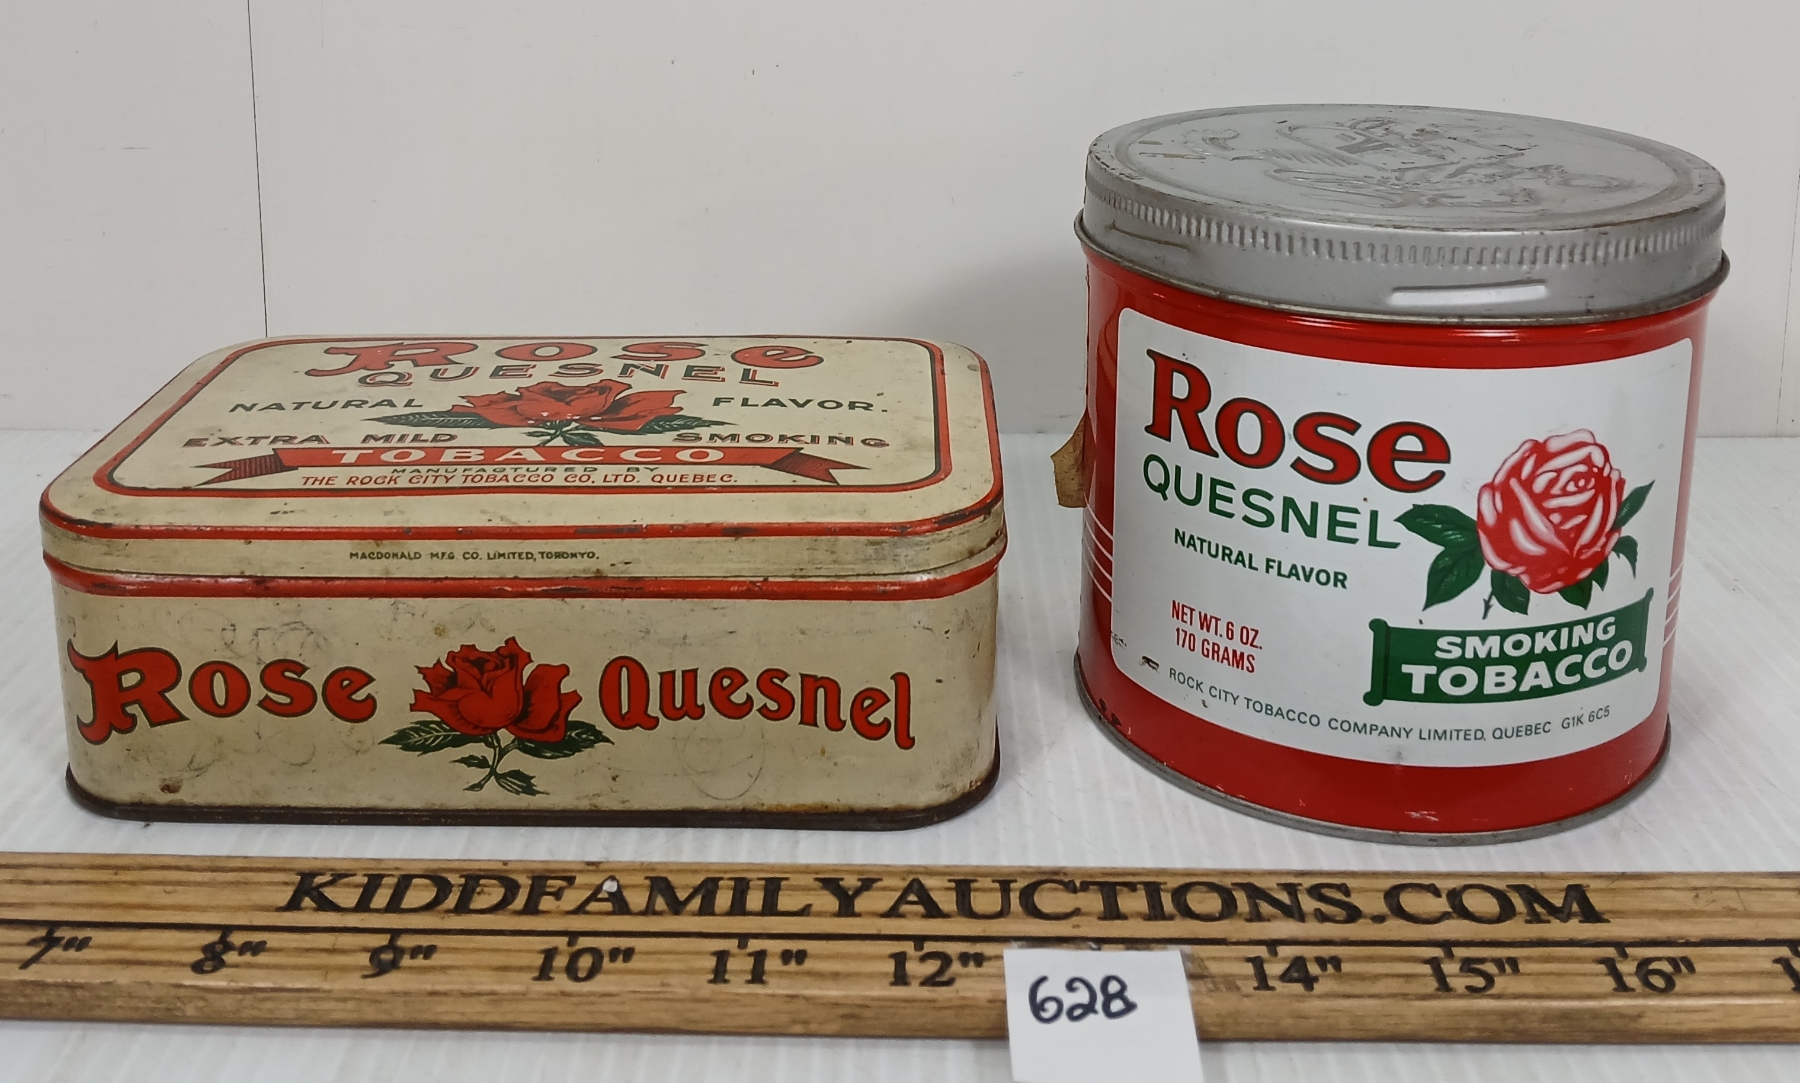 Rose
QUESNEL
NATURAL FLAVOR.
EXTRA MILD SMOKING
TOBACCO
MANUFACTURED BY
THE ROCK CITY TOBACCO CO. LTD. QUEBEC.
MACDONALD MFG CO. LIMITED, TORONTO.
Rose Quesnel
Rose
QUESNEL
NATURAL FLAVOR
NET WT. 6 OZ.
170 GRAMS
SMOKING
TOBACCO
ROCK CITY TOBACCO COMPANY LIMITED, QUEBEC G1K 6C5
KIDDFAMILYAUCTIONS.COM
7" 8" 9" 10" 11" 12" 14" 15" 16"
628